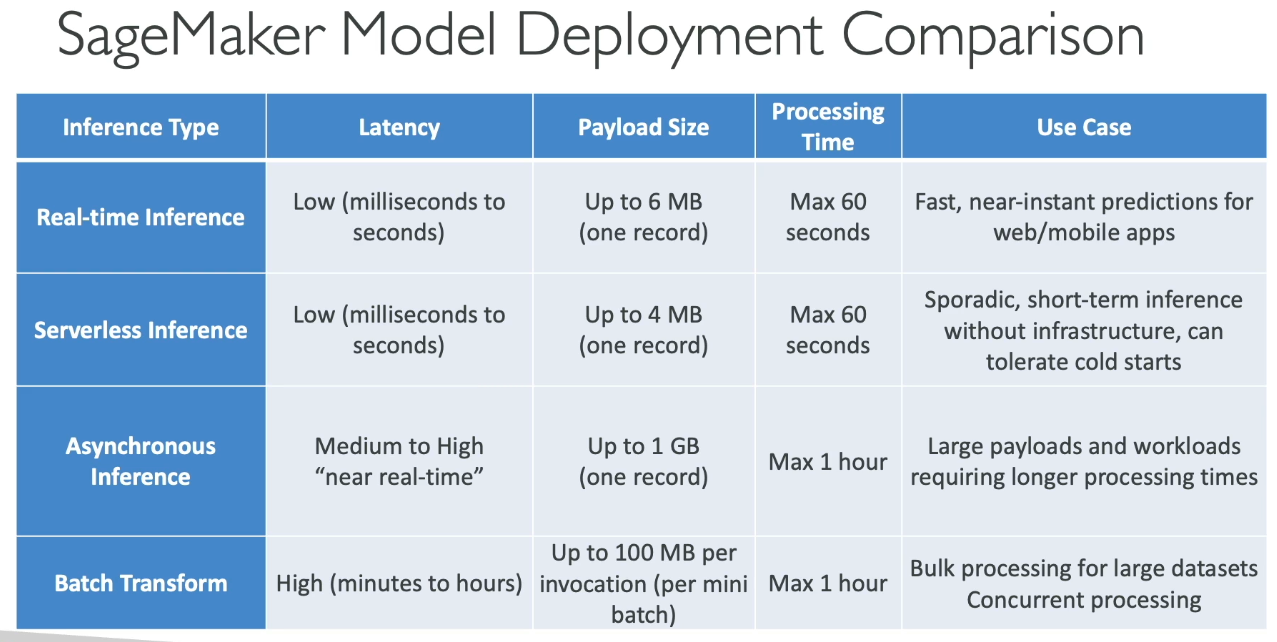 SageMaker Model Deployment Comparison
Inference Type
Latency
Payload Size
Processing
Time
Use Case
Real-time Inference
Low (milliseconds to
seconds)
Up to 6 MB
(one record)
Max 60
seconds
Fast, near-instant predictions for
web/mobile apps
Serverless Inference
Low (milliseconds to
seconds)
Up to 4 MB
(one record)
Max 60
seconds
Sporadic, short-term inference
without infrastructure, can
tolerate cold starts
Asynchronous
Inference
Medium to High
“near real-time”
Up to 1 GB
(one record)
Max 1 hour
Large payloads and workloads
requiring longer processing times
Batch Transform
High (minutes to hours)
Up to 100 MB per
invocation (per mini
batch)
Max 1 hour
Bulk processing for large datasets
Concurrent processing